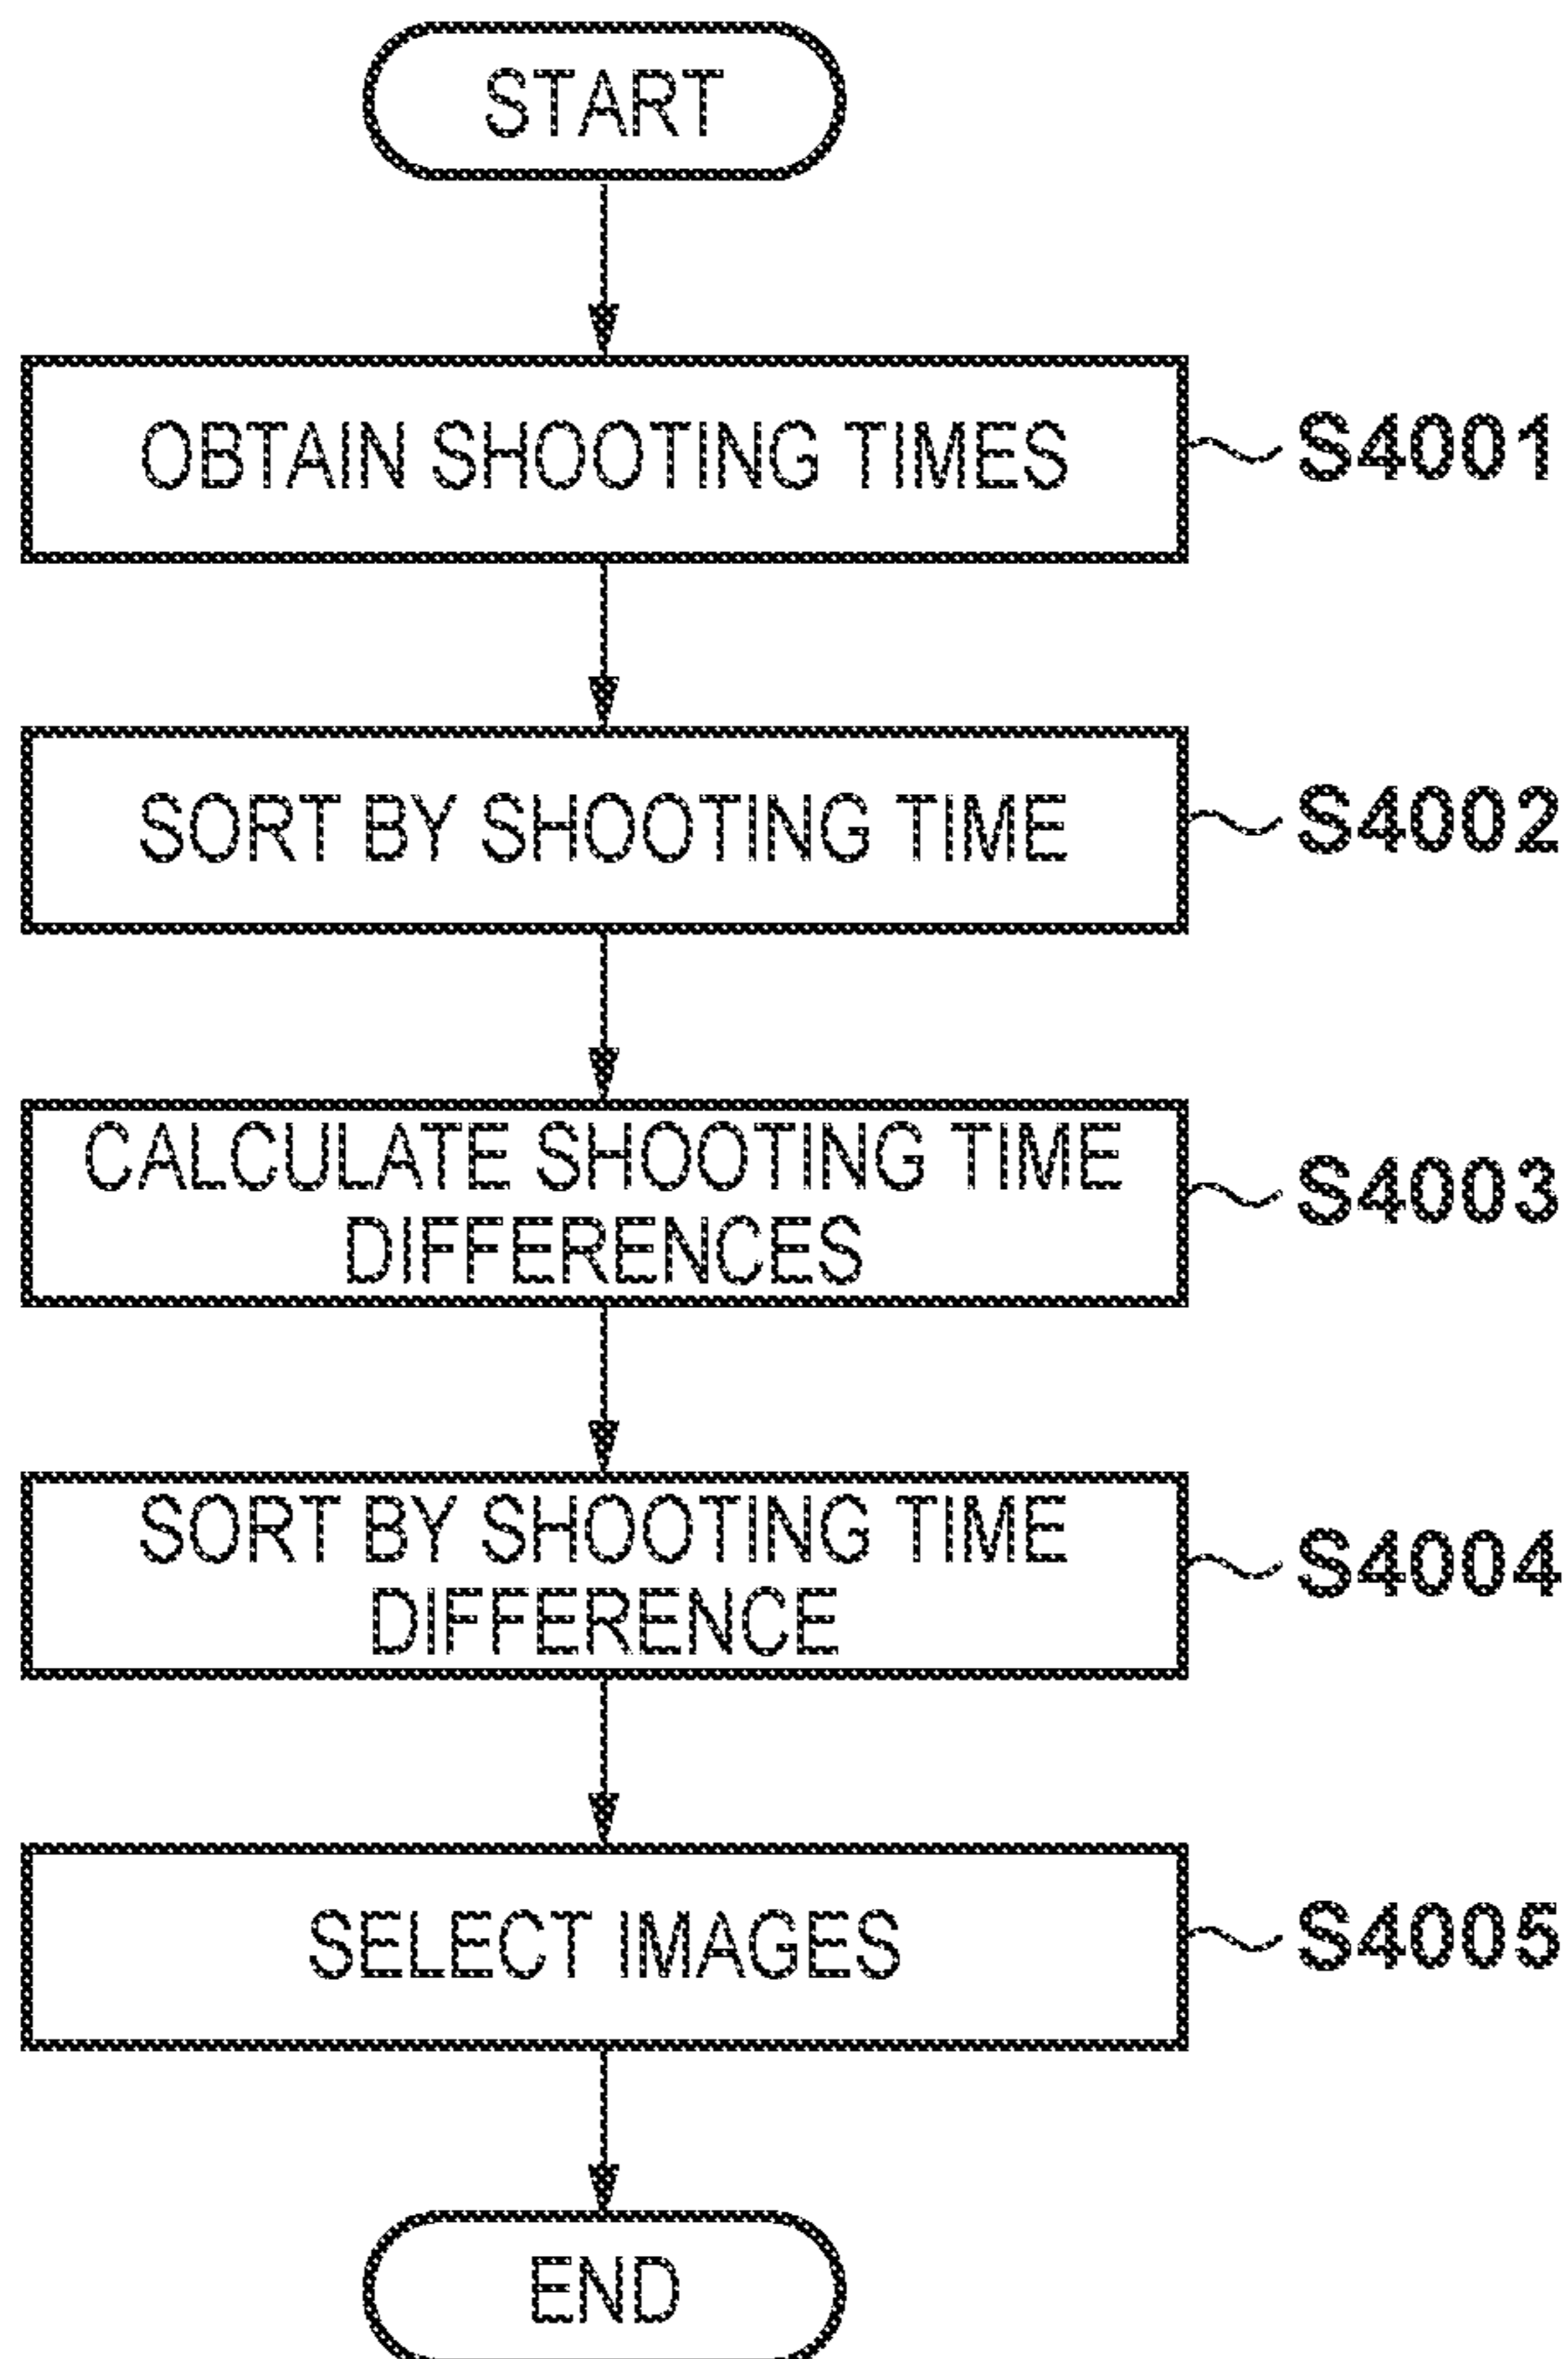 START
OBTAIN SHOOTING TIMES
S4001
SORT BY SHOOTING TIME
S4002
CALCULATE SHOOTING TIME
DIFFERENCES
S4003
SORT BY SHOOTING TIME
DIFFERENCE
S4004
SELECT IMAGES
S4005
END